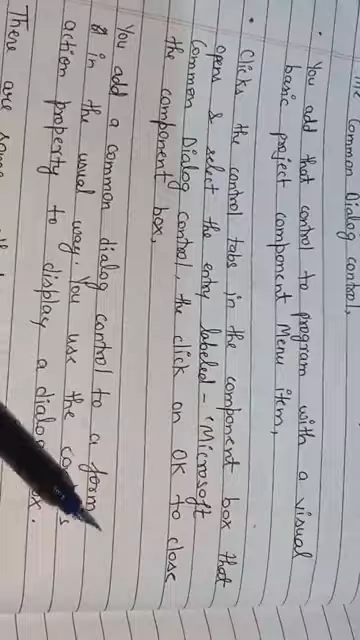 Common Dialog control,
• You add that control to program with a visual
basic project component Menu item,
• Clicks the control tabs in the component box that
opens & select the entry labeled - "Microsoft
Common Dialog control, the click on OK to close
the component box,
You add a common dialog control to a form
in the usual way. You use the
action property to display a dialog
There are some